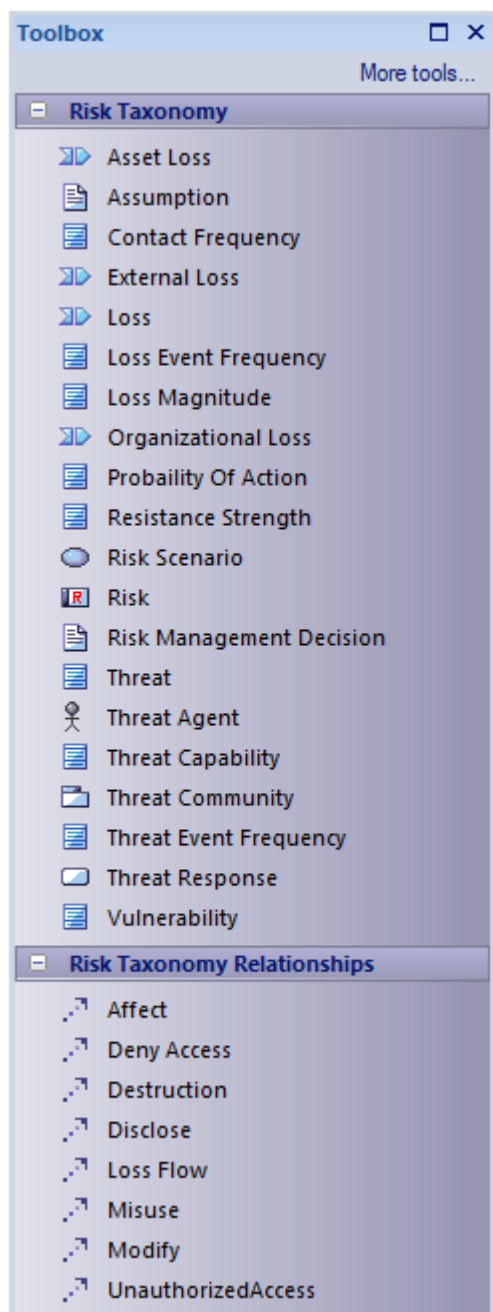 Toolbox
More tools...
Risk Taxonomy
Asset Loss
Assumption
Contact Frequency
External Loss
Loss
Loss Event Frequency
Loss Magnitude
Organizational Loss
Probaility Of Action
Resistance Strength
Risk Scenario
R Risk
Risk Management Decision
Threat
Threat Agent
Threat Capability
Threat Community
Threat Event Frequency
Threat Response
Vulnerability
Risk Taxonomy Relationships
Affect
Deny Access
Destruction
Disclose
Loss Flow
Misuse
Modify
UnauthorizedAccess